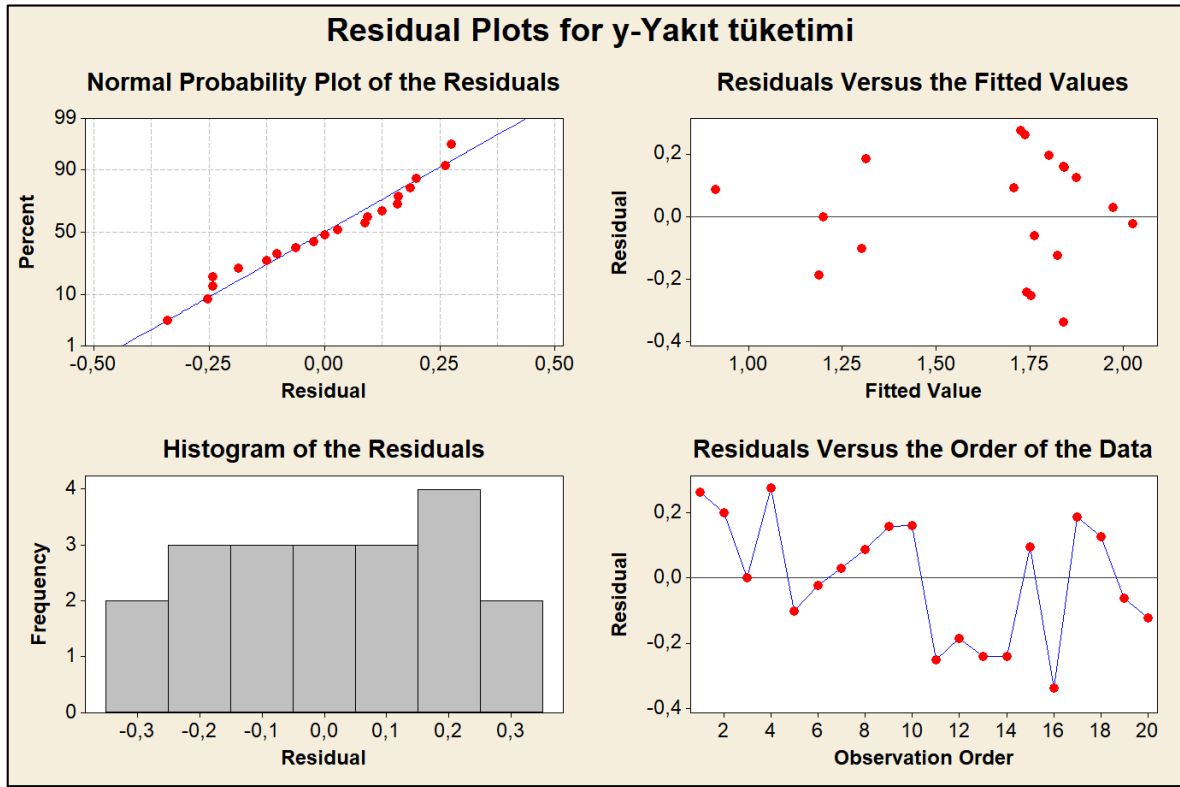 Residual Plots for y-Yakıt tüketimi
Normal Probability Plot of the Residuals
99
90
50
10
1
Percent
-0,50 -0,25 0,00 0,25 0,50
Residual
Residuals Versus the Fitted Values
0,2
0,0
-0,2
-0,4
Residual
1,00 1,25 1,50 1,75 2,00
Fitted Value
Histogram of the Residuals
4
3
2
1
0
Frequency
-0,3 -0,2 -0,1 0,0 0,1 0,2 0,3
Residual
Residuals Versus the Order of the Data
0,2
0,0
-0,2
-0,4
Residual
2 4 6 8 10 12 14 16 18 20
Observation Order